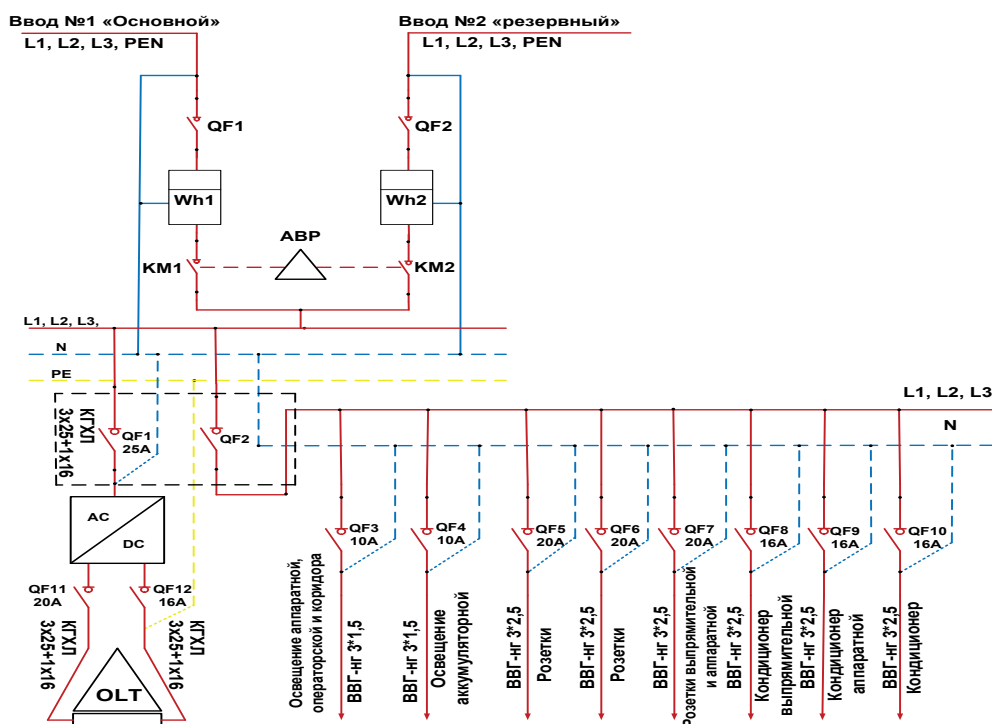 Ввод №1 «Основной»
Ввод №2 «резервный»
L1, L2, L3, PEN
L1, L2, L3, PEN
QF1
QF2
Wh1
Wh2
АВР
KM1
KM2
L1, L2, L3,
N
PE
L1, L2, L3
N
КГХЛ
3х25+1х16
QF1
25A
QF2
AC
DC
QF11
20A
QF12
16A
КГХЛ
3х25+1х16
КГХЛ
3х25+1х16
OLT
QF3
10A
QF4
10A
QF5
20A
QF6
20A
QF7
20A
QF8
16A
QF9
16A
QF10
16A
Освещение аппаратной,
операторской и коридора
ВВГ-нг 3*1,5
ВВГ-нг 3*1,5
Освещение
аккумуляторной
ВВГ-нг 3*2,5
Розетки
ВВГ-нг 3*2,5
Розетки
ВВГ-нг 3*2,5
Розетки выпрямительной
и аппаратной
ВВГ-нг 3*2,5
Кондиционер
выпрямительной
ВВГ-нг 3*2,5
Кондиционер
аппаратной
ВВГ-нг 3*2,5
Кондиционер